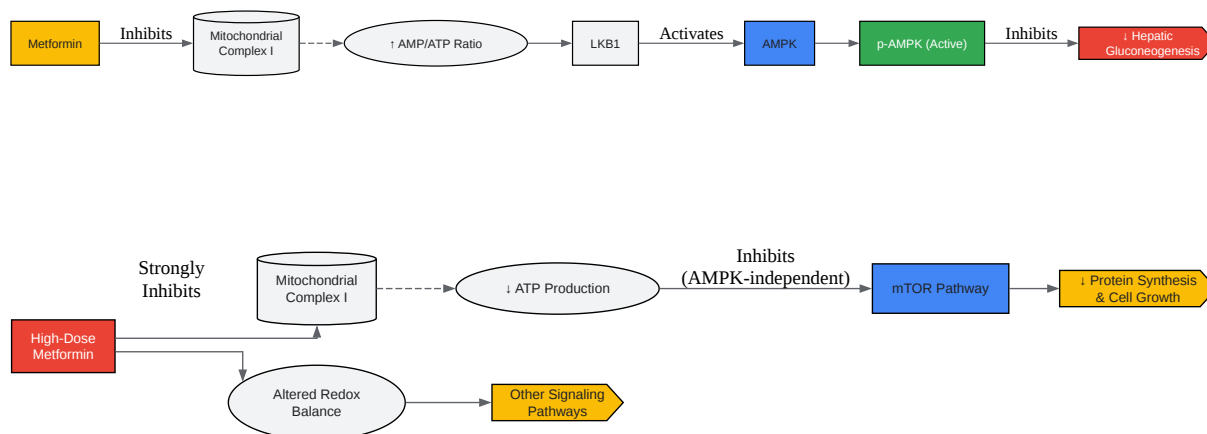 Metformin
Inhibits
Mitochondrial
Complex I
↑ AMP/ATP Ratio
LKB1
Activates
AMPK
p-AMPK (Active)
Inhibits
↓ Hepatic
Gluconeogenesis
Strongly
Inhibits
Mitochondrial
Complex I
↓ ATP Production
Inhibits
(AMPK-independent)
mTOR Pathway
↓ Protein Synthesis
& Cell Growth
High-Dose
Metformin
Altered Redox
Balance
Other Signaling
Pathways